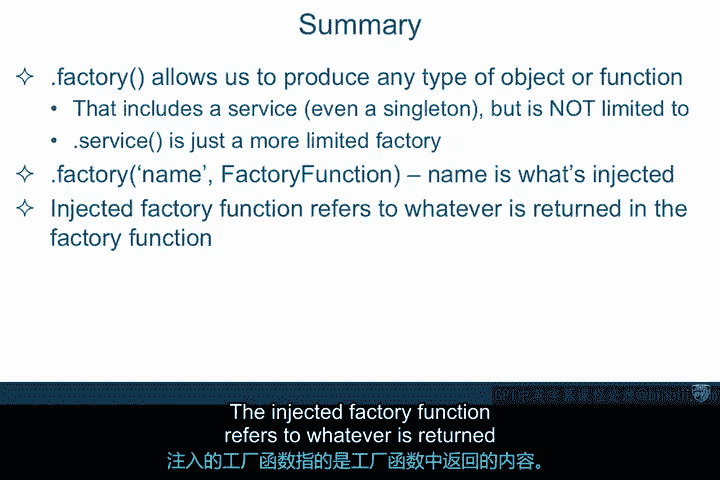 Summary
.factory() allows us to produce any type of object or function
• That includes a service (even a singleton), but is NOT limited to
• .service() is just a more limited factory
.factory(‘name’, FactoryFunction) – name is what’s injected
Injected factory function refers to whatever is returned in the
factory function
The injected factory function
refers to whatever is returned
注入的工厂函数指的是工厂函数中返回的内容。